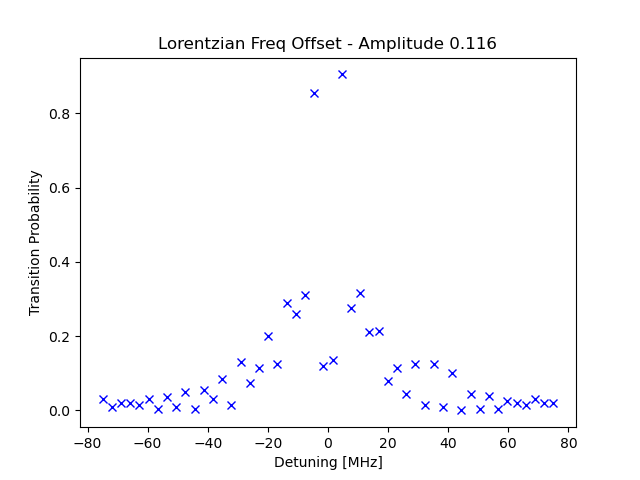 Lorentzian Freq Offset - Amplitude 0.116
Transition Probability
0.8
0.6
0.4
0.2
0.0
−80 −60 −40 −20 0 20 40 60 80
Detuning [MHz]